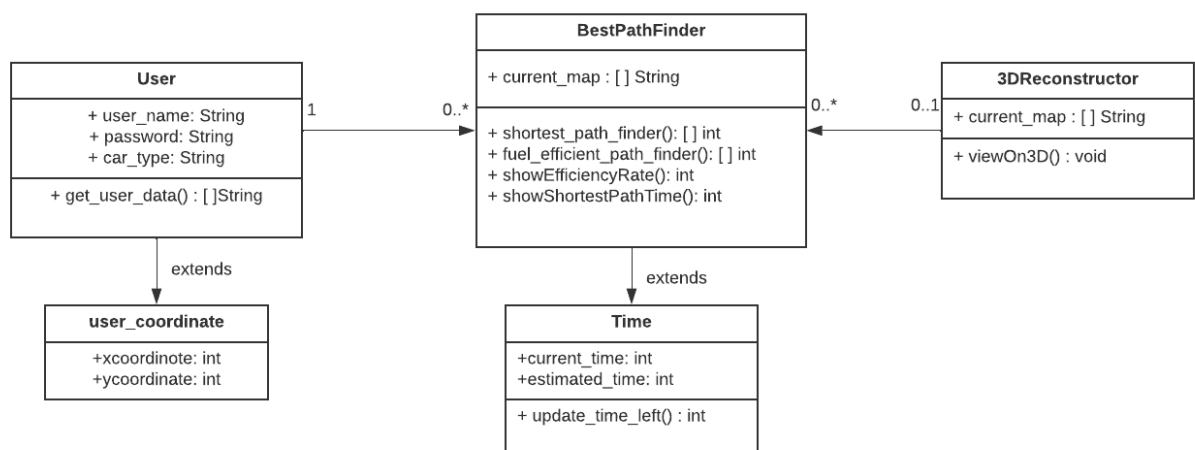 User
+ user_name: String
+ password: String
+ car_type: String
+ get_user_data() : [ ]String
1
0..*
BestPathFinder
+ current_map : [ ] String
+ shortest_path_finder(): [ ] int
+ fuel_efficient_path_finder(): [ ] int
+ showEfficiencyRate(): int
+ showShortestPathTime(): int
0..*
0..1
3DReconstructor
+ current_map : [ ] String
+ viewOn3D() : void
extends
user_coordinate
+xcoordinote: int
+ycoordinate: int
extends
Time
+current_time: int
+estimated_time: int
+ update_time_left() : int